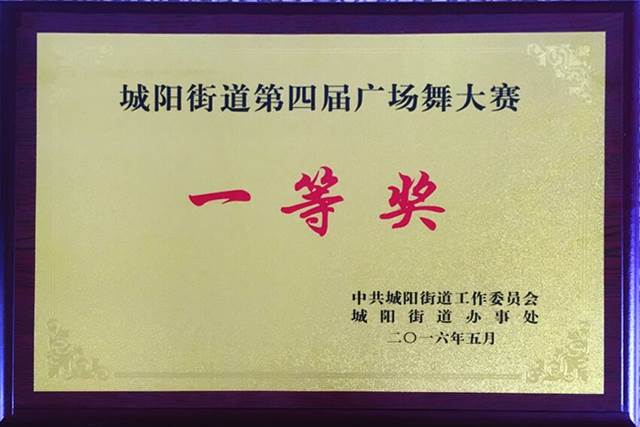 城阳街道第四届广场舞大赛
一等奖
中共城阳街道工作委员会
城阳街道办事处
二〇一六年五月